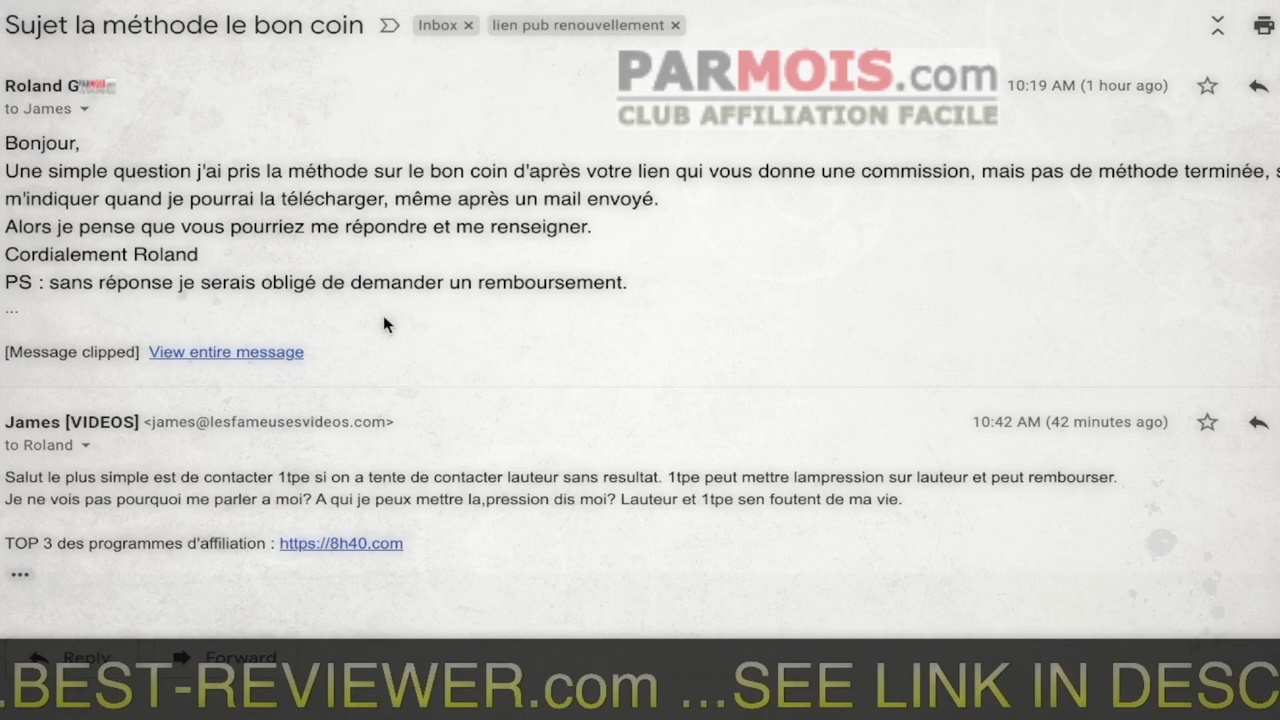 Sujet la méthode le bon coin Inbox × lien pub renouvellement ×
PARMOIS.com
CLUB AFFILIATION FACILE
Roland G 10:19 AM (1 hour ago)
to James
Bonjour,
Une simple question j'ai pris la méthode sur le bon coin d'après votre lien qui vous donne une commission, mais pas de méthode terminée, s
m'indiquer quand je pourrai la télécharger, même après un mail envoyé.
Alors je pense que vous pourriez me répondre et me renseigner.
Cordialement Roland
PS : sans réponse je serais obligé de demander un remboursement.
...
[Message clipped] View entire message
James [VIDEOS] <james@lesfameusesvideos.com> 10:42 AM (42 minutes ago)
to Roland
Salut le plus simple est de contacter 1tpe si on a tente de contacter lauteur sans resultat. 1tpe peut mettre lampression sur lauteur et peut rembourser.
Je ne vois pas pourquoi me parler a moi? A qui je peux mettre la,pression dis moi? Lauteur et 1tpe sen foutent de ma vie.
TOP 3 des programmes d'affiliation : https://8h40.com
...
Reply Forward
.BEST-REVIEWER.com ...SEE LINK IN DESC